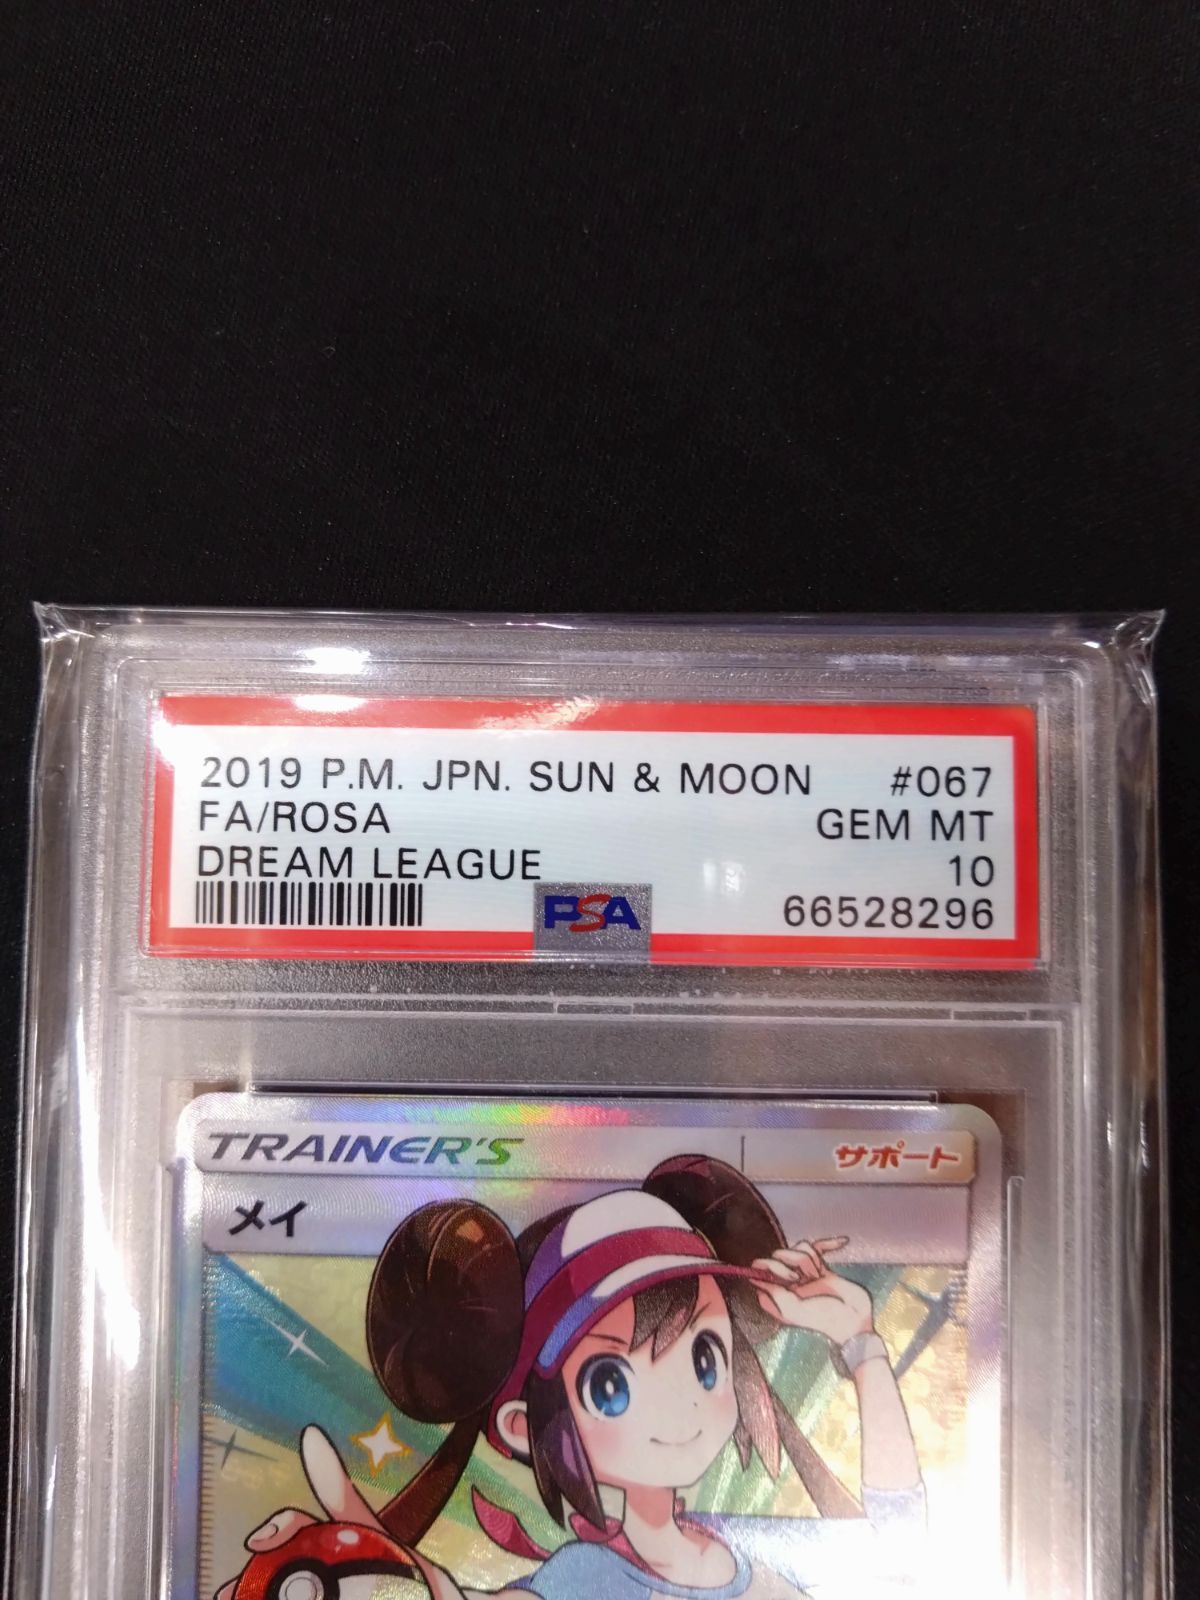 2019 P.M. JPN. SUN & MOON #067
FA/ROSA GEM MT
DREAM LEAGUE 10
PSA 66528296
TRAINER'S サポート
メイ